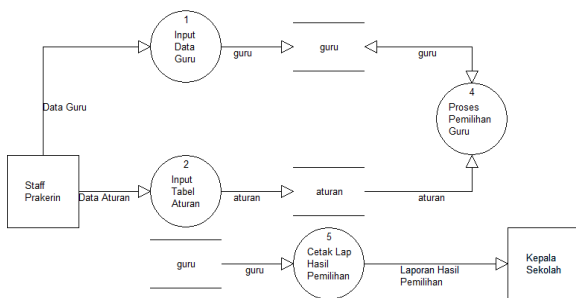 1
Input
Data
Guru
guru
guru
guru
4
Proses
Pemilihan
Guru
Data Guru
Staff
Prakerin
Data Aturan
2
Input
Tabel
Aturan
aturan
aturan
aturan
guru
guru
5
Cetak Lap
Hasil
Pemilihan
Laporan Hasil
Pemilihan
Kepala
Sekolah